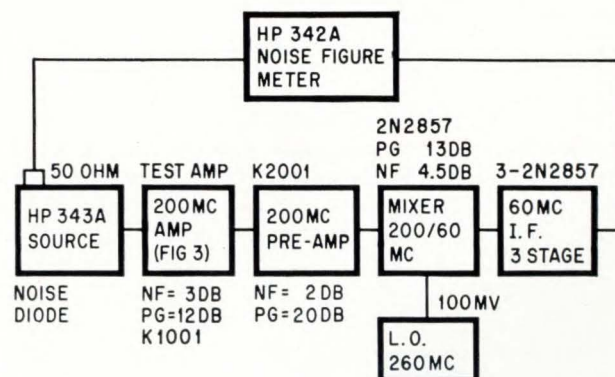 HP 342A
NOISE FIGURE
METER
50 OHM
HP 343A
SOURCE
NOISE
DIODE
TEST AMP
200MC
AMP
(FIG 3)
NF= 3DB
PG=12DB
K1001
K2001
200MC
PRE-AMP
NF= 2DB
PG=20DB
2N2857
PG 13DB
NF 4.5DB
MIXER
200/60
MC
100MV
L.O.
260MC
3-2N2857
60MC
I.F.
3 STAGE